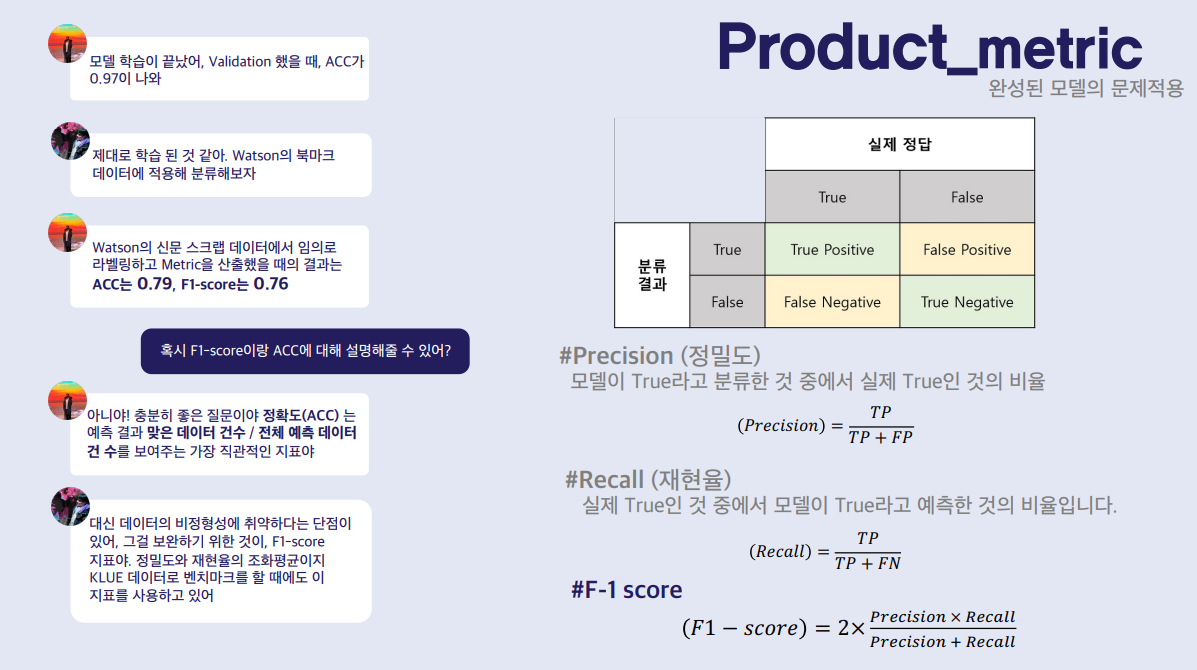 모델 학습이 끝났어, Validation 했을 때, ACC가
0.97이 나와
제대로 학습 된 것 같아. Watson의 북마크
데이터에 적용해 분류해보자
Watson의 신문 스크랩 데이터에서 임의로
라벨링하고 Metric을 산출했을 때의 결과는
ACC는 0.79, F1-score는 0.76
혹시 F1-score이랑 ACC에 대해 설명해줄 수 있어?
아니야! 충분히 좋은 질문이야 정확도(ACC) 는
예측 결과 맞은 데이터 건수 / 전체 예측 데이터
건 수를 보여주는 가장 직관적인 지표야
대신 데이터의 비정형성에 취약하다는 단점이
있어, 그걸 보완하기 위한 것이, F1-score
지표야. 정밀도와 재현율의 조화평균이지
KLUE 데이터로 벤치마크를 할 때에도 이
지표를 사용하고 있어
Product_metric
완성된 모델의 문제적용
실제 정답
True False
분류
결과
True True Positive False Positive
False False Negative True Negative
#Precision (정밀도)
모델이 True라고 분류한 것 중에서 실제 True인 것의 비율
(Precision) = TP / TP + FP
#Recall (재현율)
실제 True인 것 중에서 모델이 True라고 예측한 것의 비율입니다.
(Recall) = TP / TP + FN
#F-1 score
(F1 − score) = 2× Precision × Recall / Precision + Recall